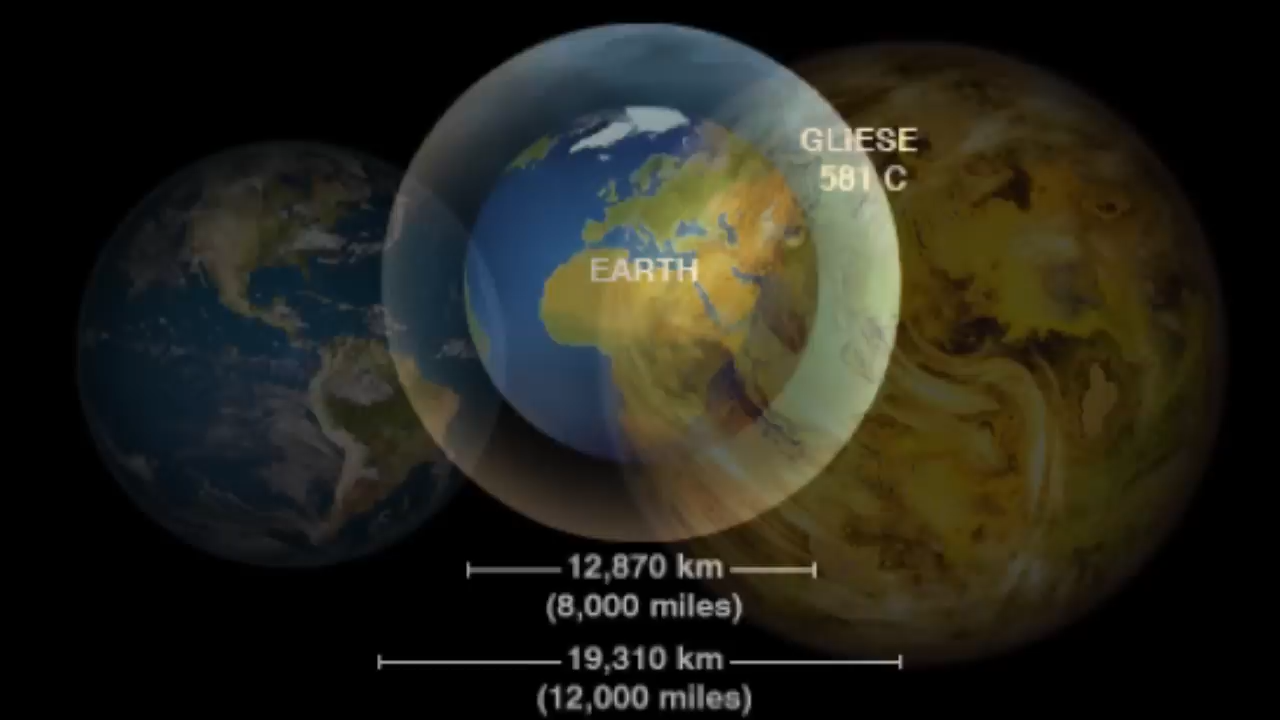 GLIESE
581 C
EARTH
12,870 km
(8,000 miles)
19,310 km
(12,000 miles)